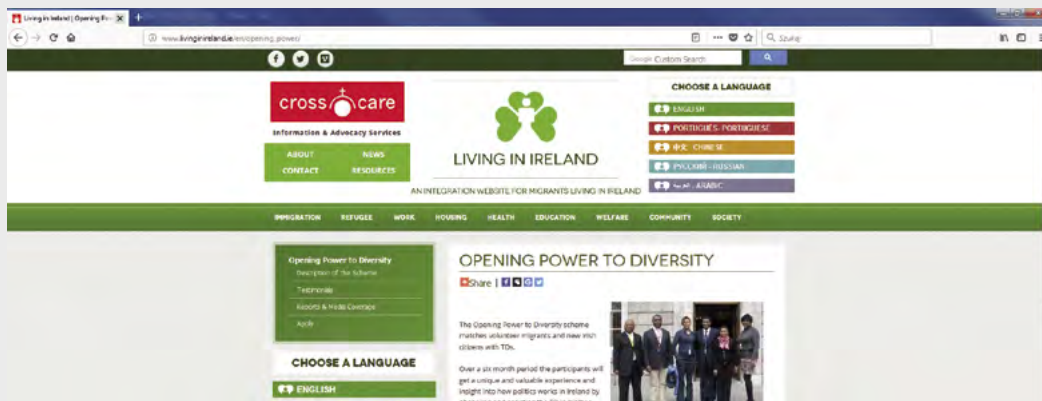 Living in Ireland | Opening Po
www.livinginireland.ie/en/opening_power/
Szukaj
Google Custom Search
cross care
Information & Advocacy Services
ABOUT NEWS
CONTACT RESOURCES
LIVING IN IRELAND
AN INTEGRATION WEBSITE FOR MIGRANTS LIVING IN IRELAND
CHOOSE A LANGUAGE
ENGLISH
PORTUGUÊS - PORTUGUESE
中文 - CHINESE
РУССКИЙ - RUSSIAN
- ARABIC
IMMIGRATION REFUGEE WORK HOUSING HEALTH EDUCATION WELFARE COMMUNITY SOCIETY
Opening Power to Diversity
Description of the Scheme
Testimonials
Reports & Media Coverage
Apply
CHOOSE A LANGUAGE
ENGLISH
OPENING POWER TO DIVERSITY
Share |
The Opening Power to Diversity scheme
matches volunteer migrants and new Irish
citizens with TDs.
Over a six month period the participants will
get a unique and valuable experience and
insight into how politics works in Ireland by